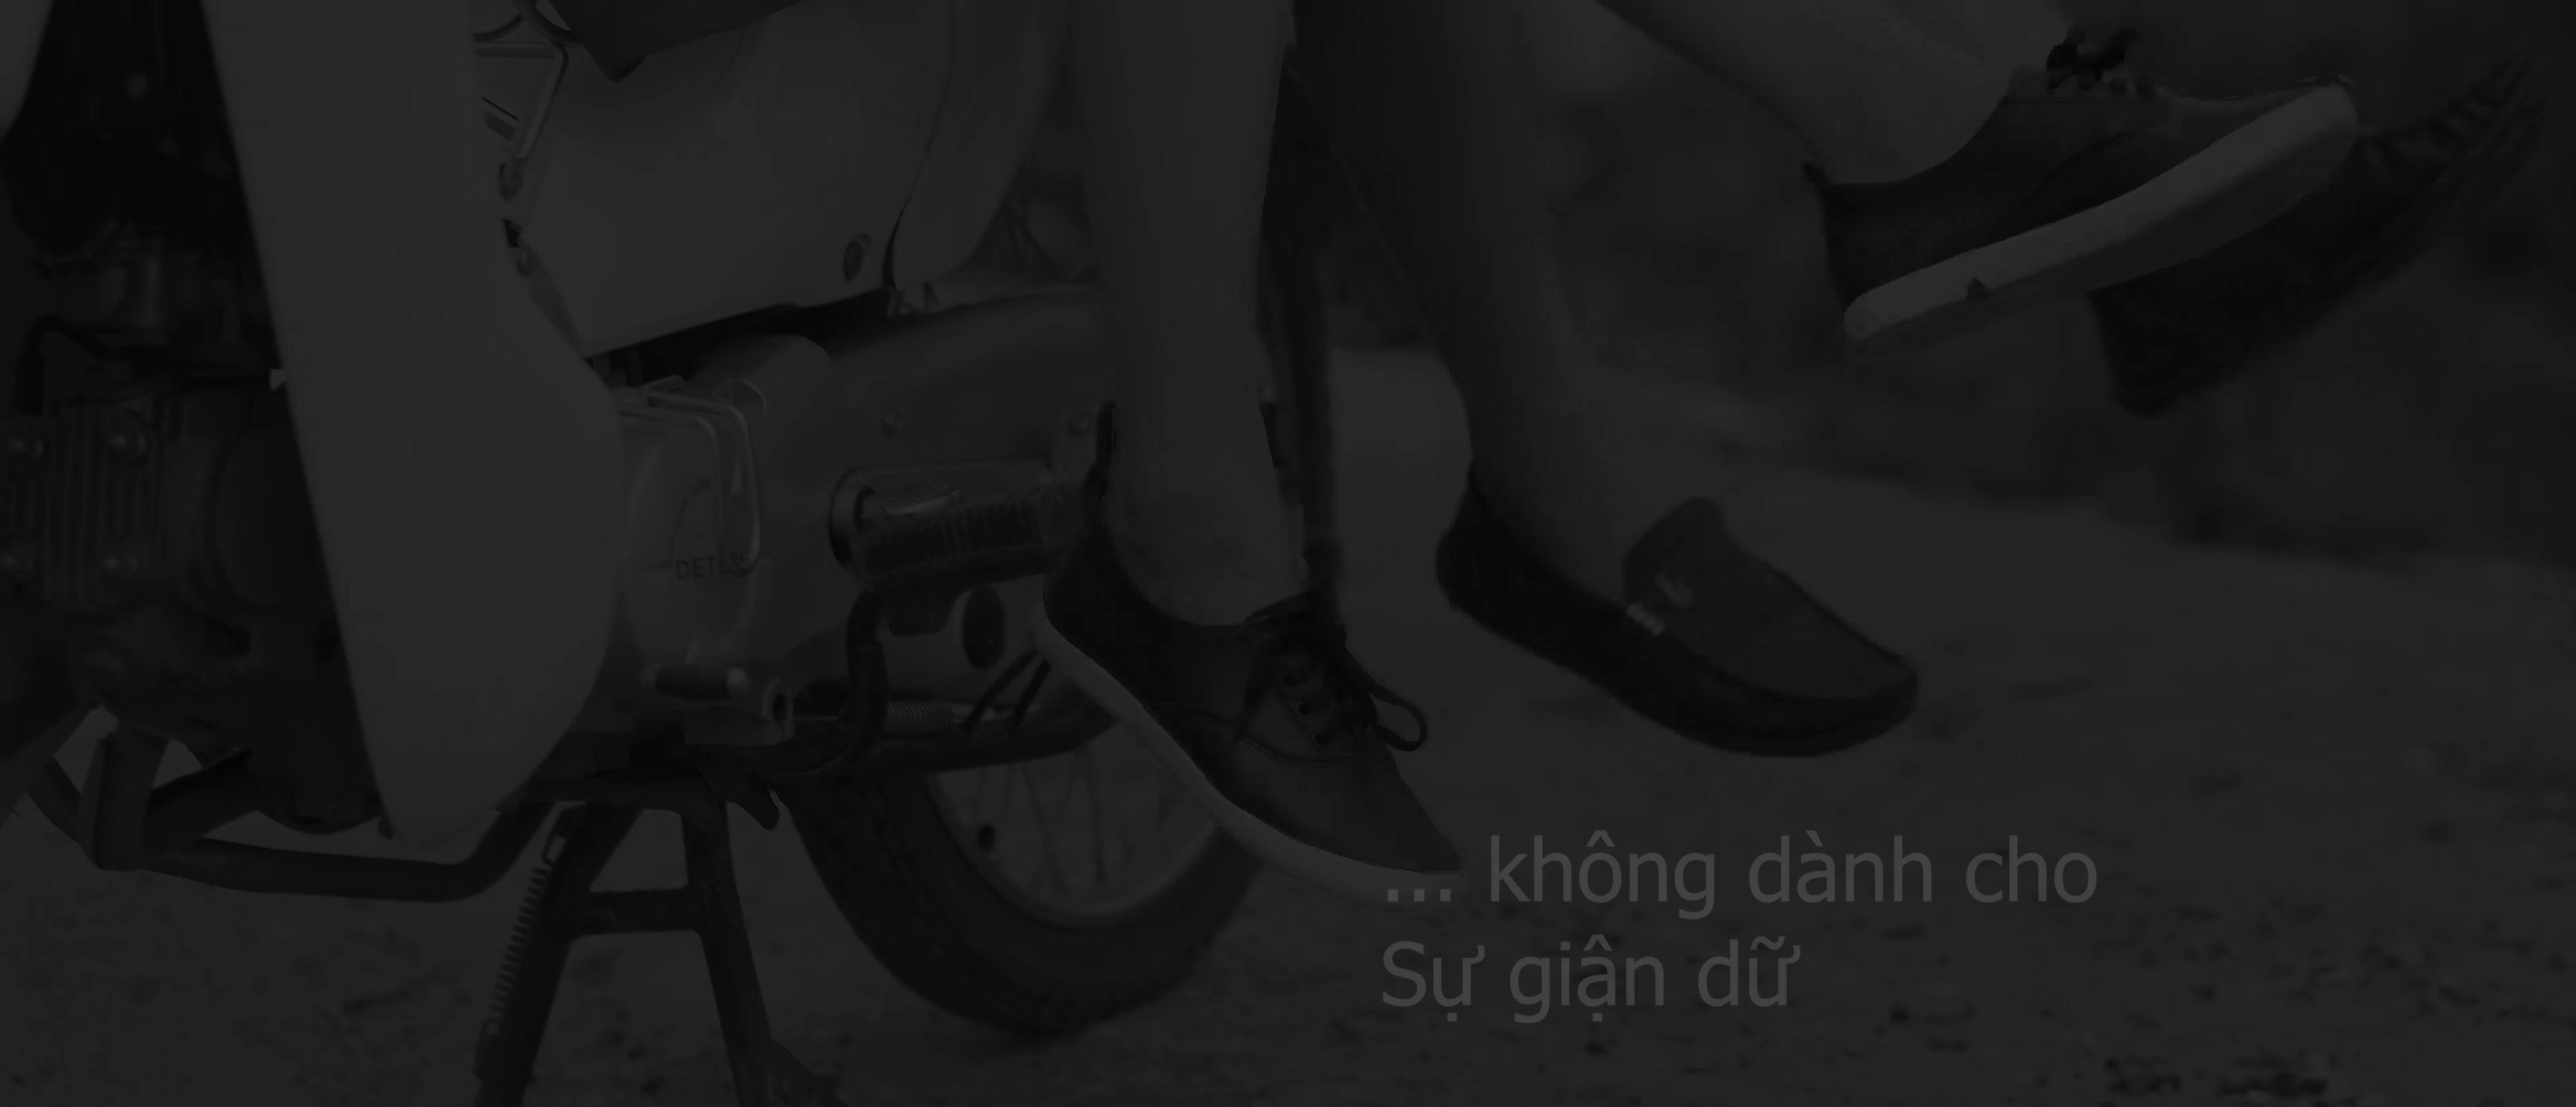 ... không dành cho
Sự giận dữ